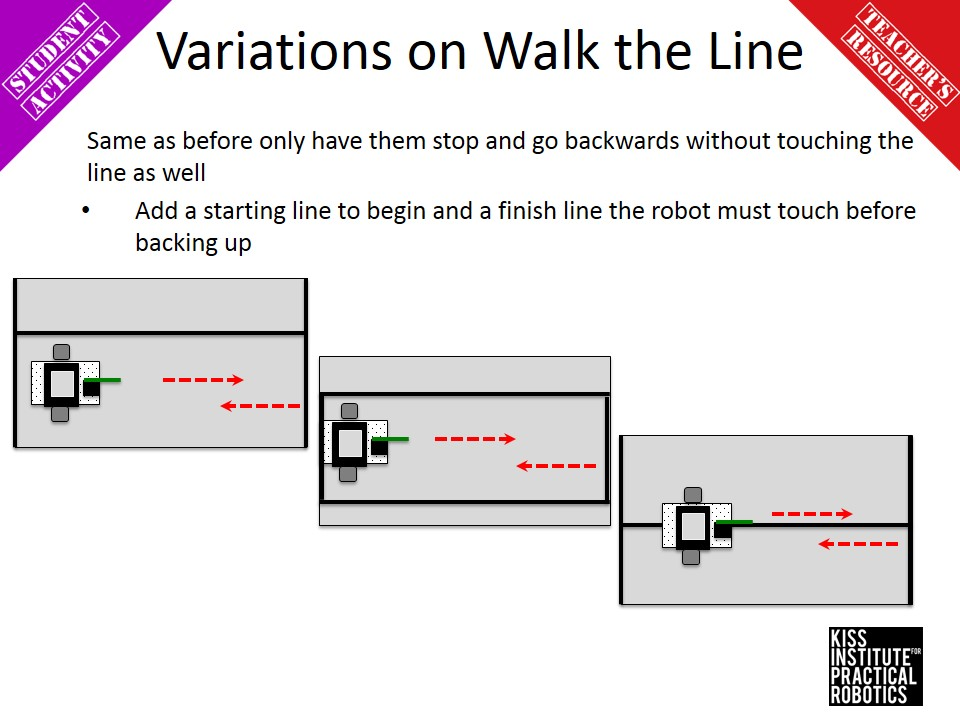 STUDENT
ACTIVITY
Variations on Walk the Line
TEACHER'S
RESOURCE
Same as before only have them stop and go backwards without touching the
line as well
• Add a starting line to begin and a finish line the robot must touch before
backing up
KISS
INSTITUTE FOR
PRACTICAL
ROBOTICS